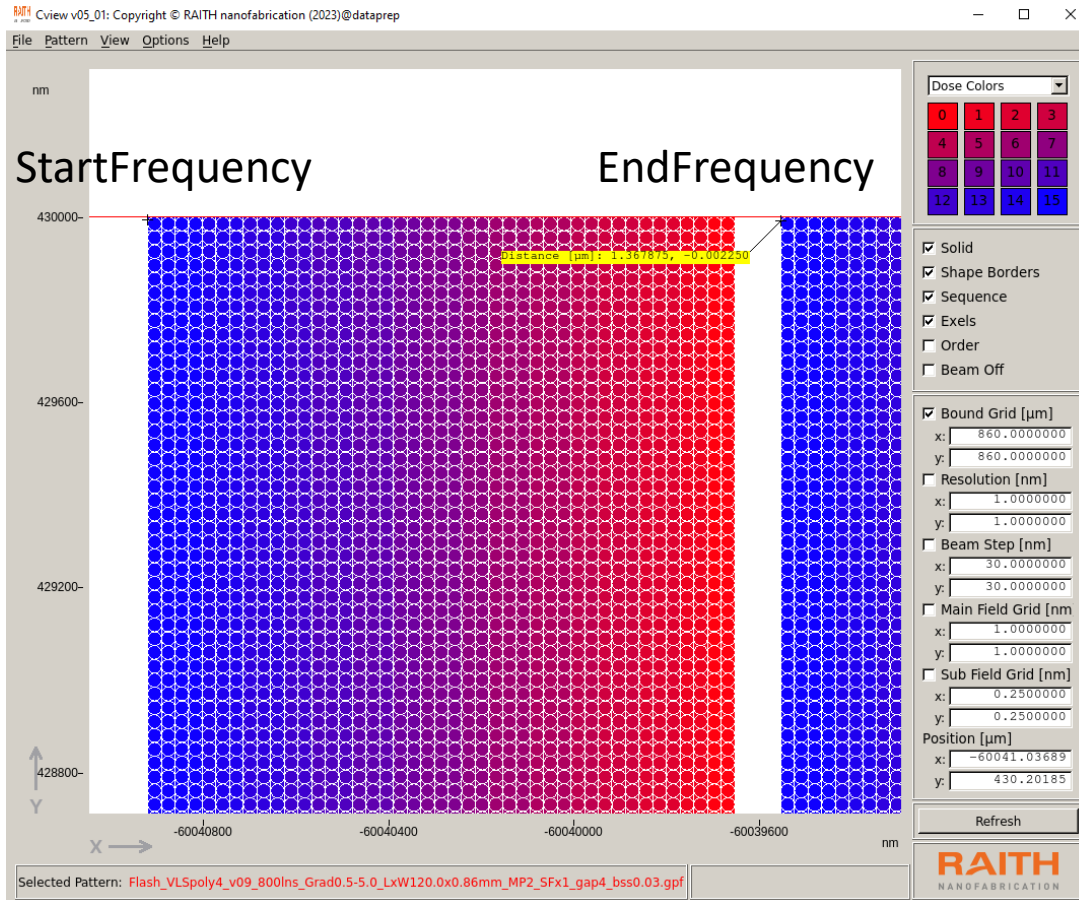 Cview v05_01: Copyright © RAITH nanofabrication (2023)@dataprep
File Pattern View Options Help
nm
StartFrequency EndFrequency
430000-
429600-
429200-
428800-
Distance [µm]: 1.367875, -0.002250
Y
X
-60040800 -60040400 -60040000 -60039600
nm
Dose Colors
0 1 2 3
4 5 6 7
8 9 10 11
12 13 14 15
Solid
Shape Borders
Sequence
Exels
Order
Beam Off
Bound Grid [µm]
x: 860.0000000
y: 860.0000000
Resolution [nm]
x: 1.0000000
y: 1.0000000
Beam Step [nm]
x: 30.0000000
y: 30.0000000
Main Field Grid [nm
x: 1.0000000
y: 1.0000000
Sub Field Grid [nm]
x: 0.2500000
y: 0.2500000
Position [µm]
x: -60041.03689
y: 430.20185
Refresh
Selected Pattern: Flash_VLSpoly4_v09_800lns_Grad0.5-5.0_LxW120.0x0.86mm_MP2_SFx1_gap4_bss0.03.gpf
RAITH
NANOFABRICATION